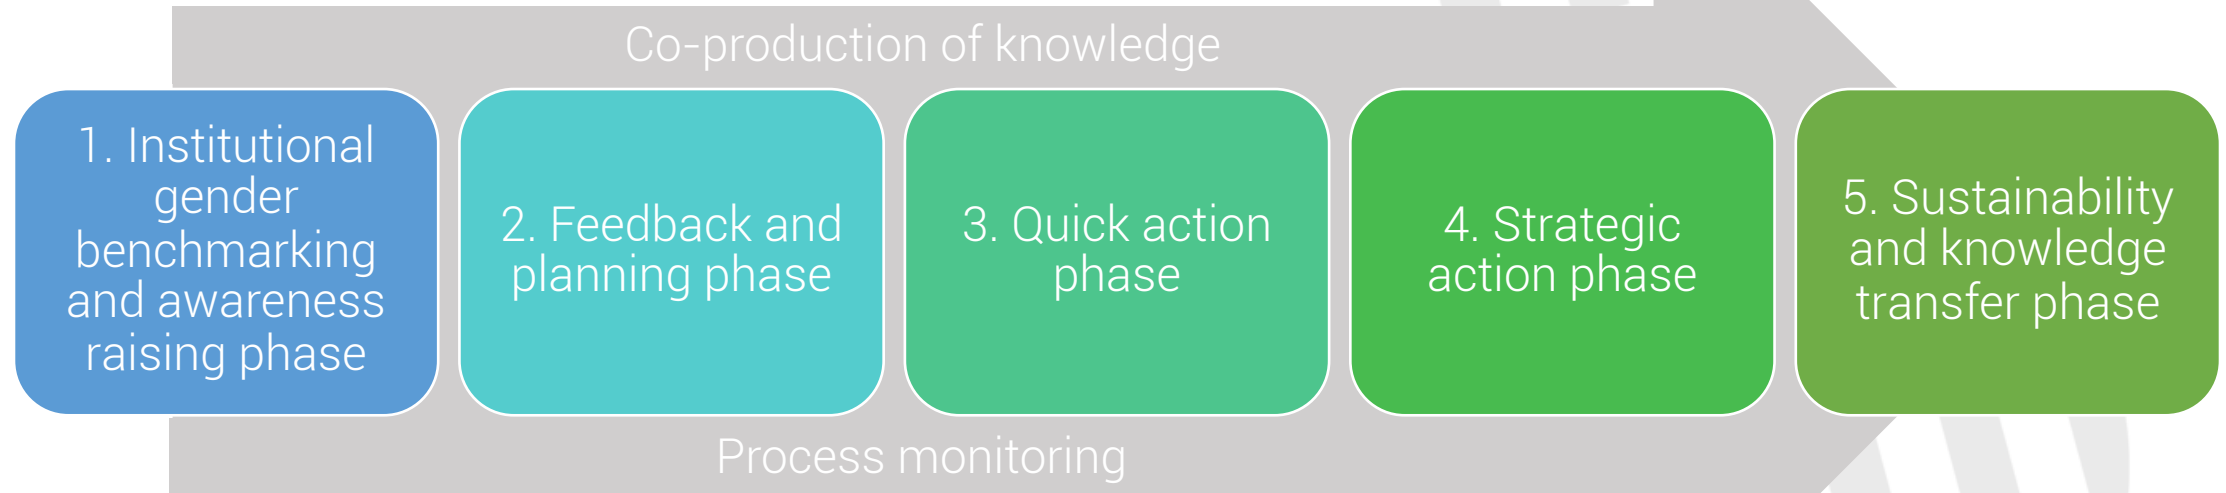 Co-production of knowledge
1. Institutional
gender
benchmarking
and awareness
raising phase
2. Feedback and
planning phase
3. Quick action
phase
4. Strategic
action phase
5. Sustainability
and knowledge
transfer phase
Process monitoring